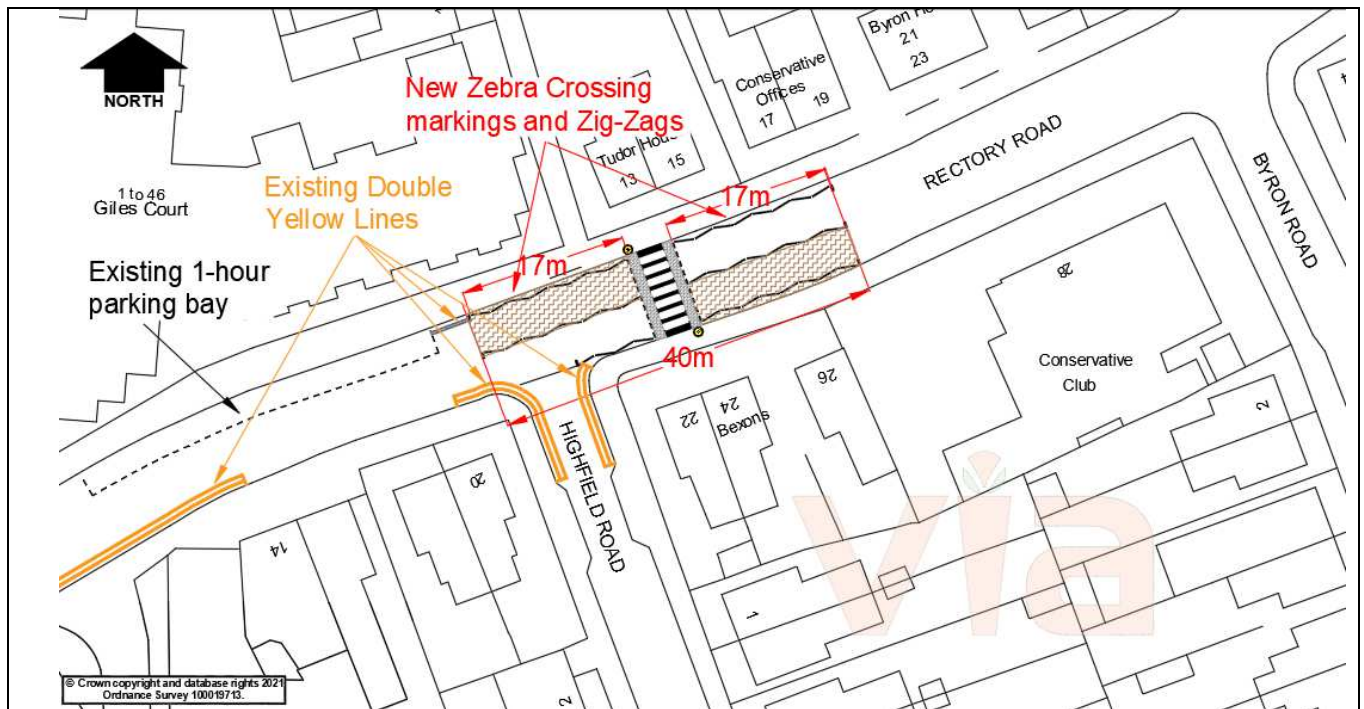 NORTH
New Zebra Crossing
markings and Zig-Zags
Conservative
Offices
17
19
21
23
Tudor
13
15
RECTORY ROAD
BYRON ROAD
1 to 46
Giles Court
Existing Double
Yellow Lines
17m
17m
Existing 1-hour
parking bay
40m
28
Conservative
Club
26
24
22
Bexons
20
14
HIGHFIELD ROAD
2
1
2
via
© Crown copyright and database rights 2021
Ordnance Survey 100019713.